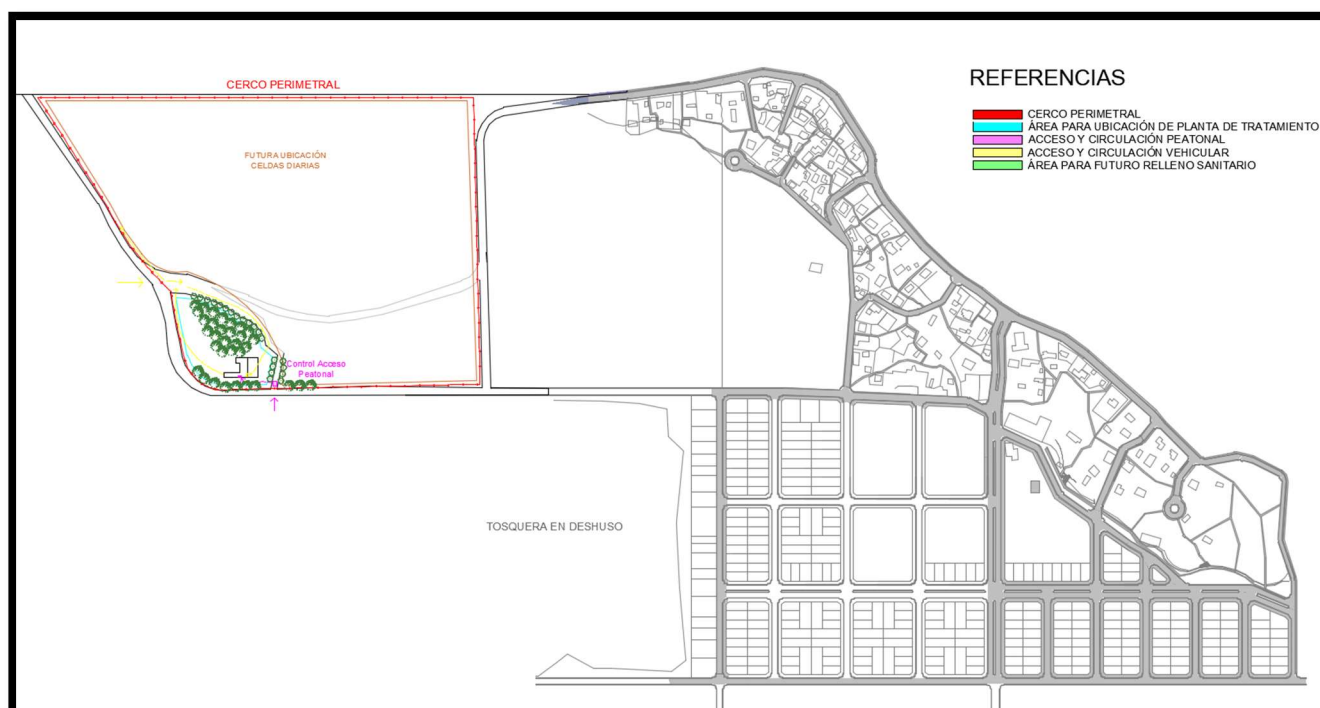 CERCO PERIMETRAL
REFERENCIAS
CERCO PERIMETRAL
ÁREA PARA UBICACIÓN DE PLANTA DE TRATAMIENTO
ACCESO Y CIRCULACIÓN PEATONAL
ACCESO Y CIRCULACIÓN VEHICULAR
ÁREA PARA FUTURO RELLENO SANITARIO
FUTURA UBICACIÓN
CELDAS DIARIAS
Control Acceso
Peatonal
TOSQUERA EN DESHUSO